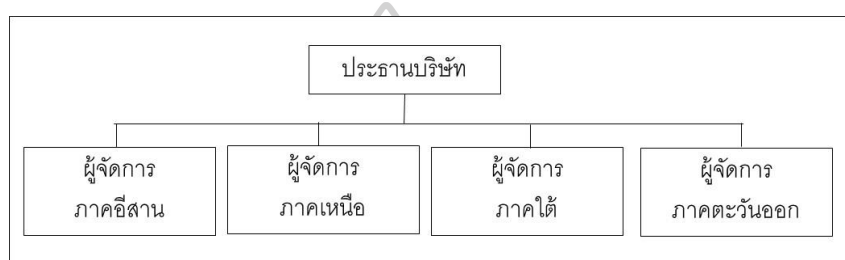 ประธานบริษัท
ผู้จัดการ
ภาคอีสาน
ผู้จัดการ
ภาคเหนือ
ผู้จัดการ
ภาคใต้
ผู้จัดการ
ภาคตะวันออก